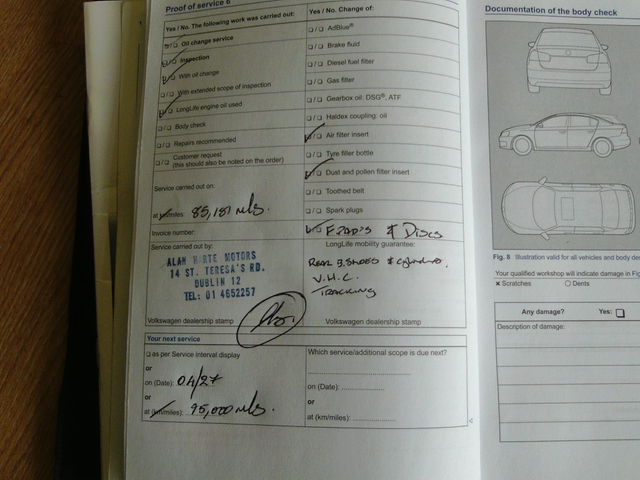 Proof of service 6
Documentation of the body check
Yes / No. The following work was carried out:
Yes / No. Change of:
Oil change service
AdBlue®
Inspection
Brake fluid
With oil change
Diesel fuel filter
With extended scope of inspection
Gas filter
LongLife engine oil used
Gearbox oil: DSG®, ATF
Body check
Haldex coupling: oil
Repairs recommended
Air filter insert
Customer request
(this should also be noted on the order)
Tyre filler bottle
Dust and pollen filter insert
Service carried out on:
Toothed belt
at km/miles: 85,151 mls.
Spark plugs
Invoice number:
F PADS & DISCS
Service carried out by:
LongLife mobility guarantee:
ALAN MOTORS
14 ST. TERESA'S RD.
DUBLIN 12
TEL: 01 4652257
REAR B. SHOES & Cylinders.
V.H.C.
TRACKING
Volkswagen dealership stamp
Volkswagen dealership stamp
Fig. 8 Illustration valid for all vehicles and body
Your qualified workshop will indicate damage in Fig
× Scratches
○ Dents
Any damage?
Yes:
Description of damage:
Your next service
as per Service interval display
or
on (Date): 04/27
or
at (km/miles): 95,000 mls.
Which service/additional scope is due next?
on (Date):
or
at (km/miles):